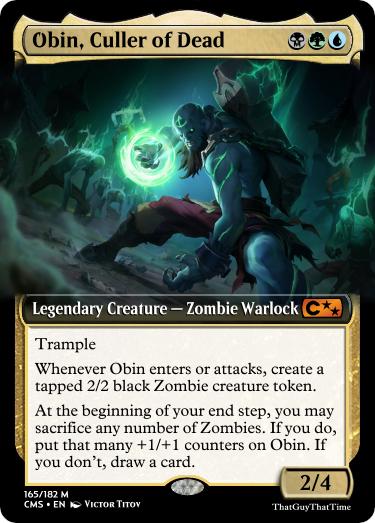 Obin, Culler of Dead
Legendary Creature — Zombie Warlock
Trample
Whenever Obin enters or attacks, create a
tapped 2/2 black Zombie creature token.
At the beginning of your end step, you may
sacrifice any number of Zombies. If you do,
put that many +1/+1 counters on Obin. If
you don't, draw a card.
2/4
165/182 M
CMS • EN Victor Titov
ThatGuyThatTime